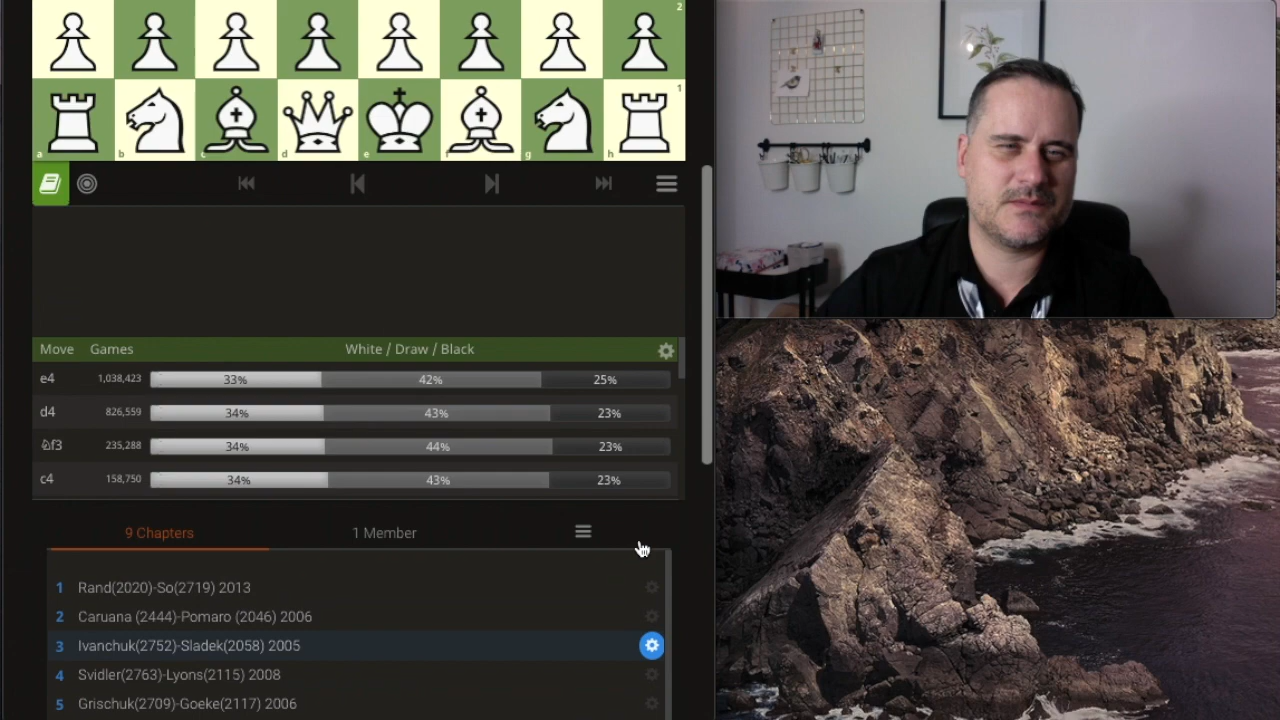 2
1
a b c d e f g h
Move Games White / Draw / Black
e4 1,038,423 33% 42% 25%
d4 826,559 34% 43% 23%
♘f3 235,288 34% 44% 23%
c4 158,750 34% 43% 23%
9 Chapters 1 Member
1 Rand(2020)-So(2719) 2013
2 Caruana (2444)-Pomaro (2046) 2006
3 Ivanchuk(2752)-Sladek(2058) 2005
4 Svidler(2763)-Lyons(2115) 2008
5 Grischuk(2709)-Goeke(2117) 2006